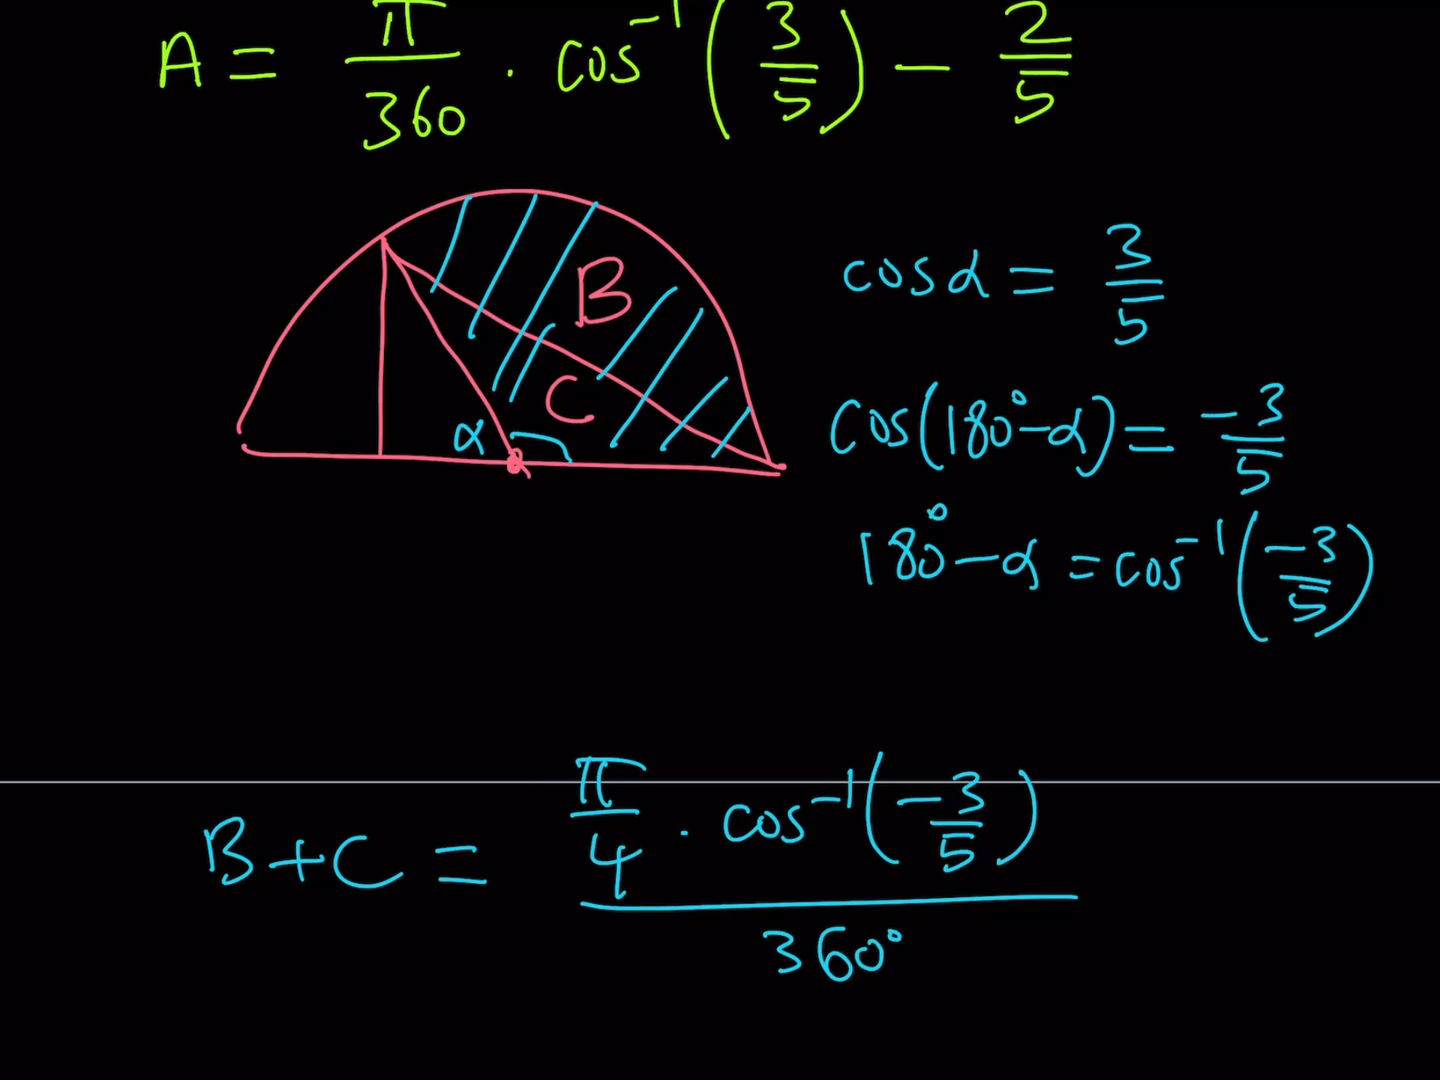 A = π/360 · cos⁻¹(3/5) − 2/5
B
C
α
cosα = 3/5
cos(180°−α) = −3/5
180°−α = cos⁻¹(−3/5)
B+C = π/4 · cos⁻¹(−3/5) / 360°